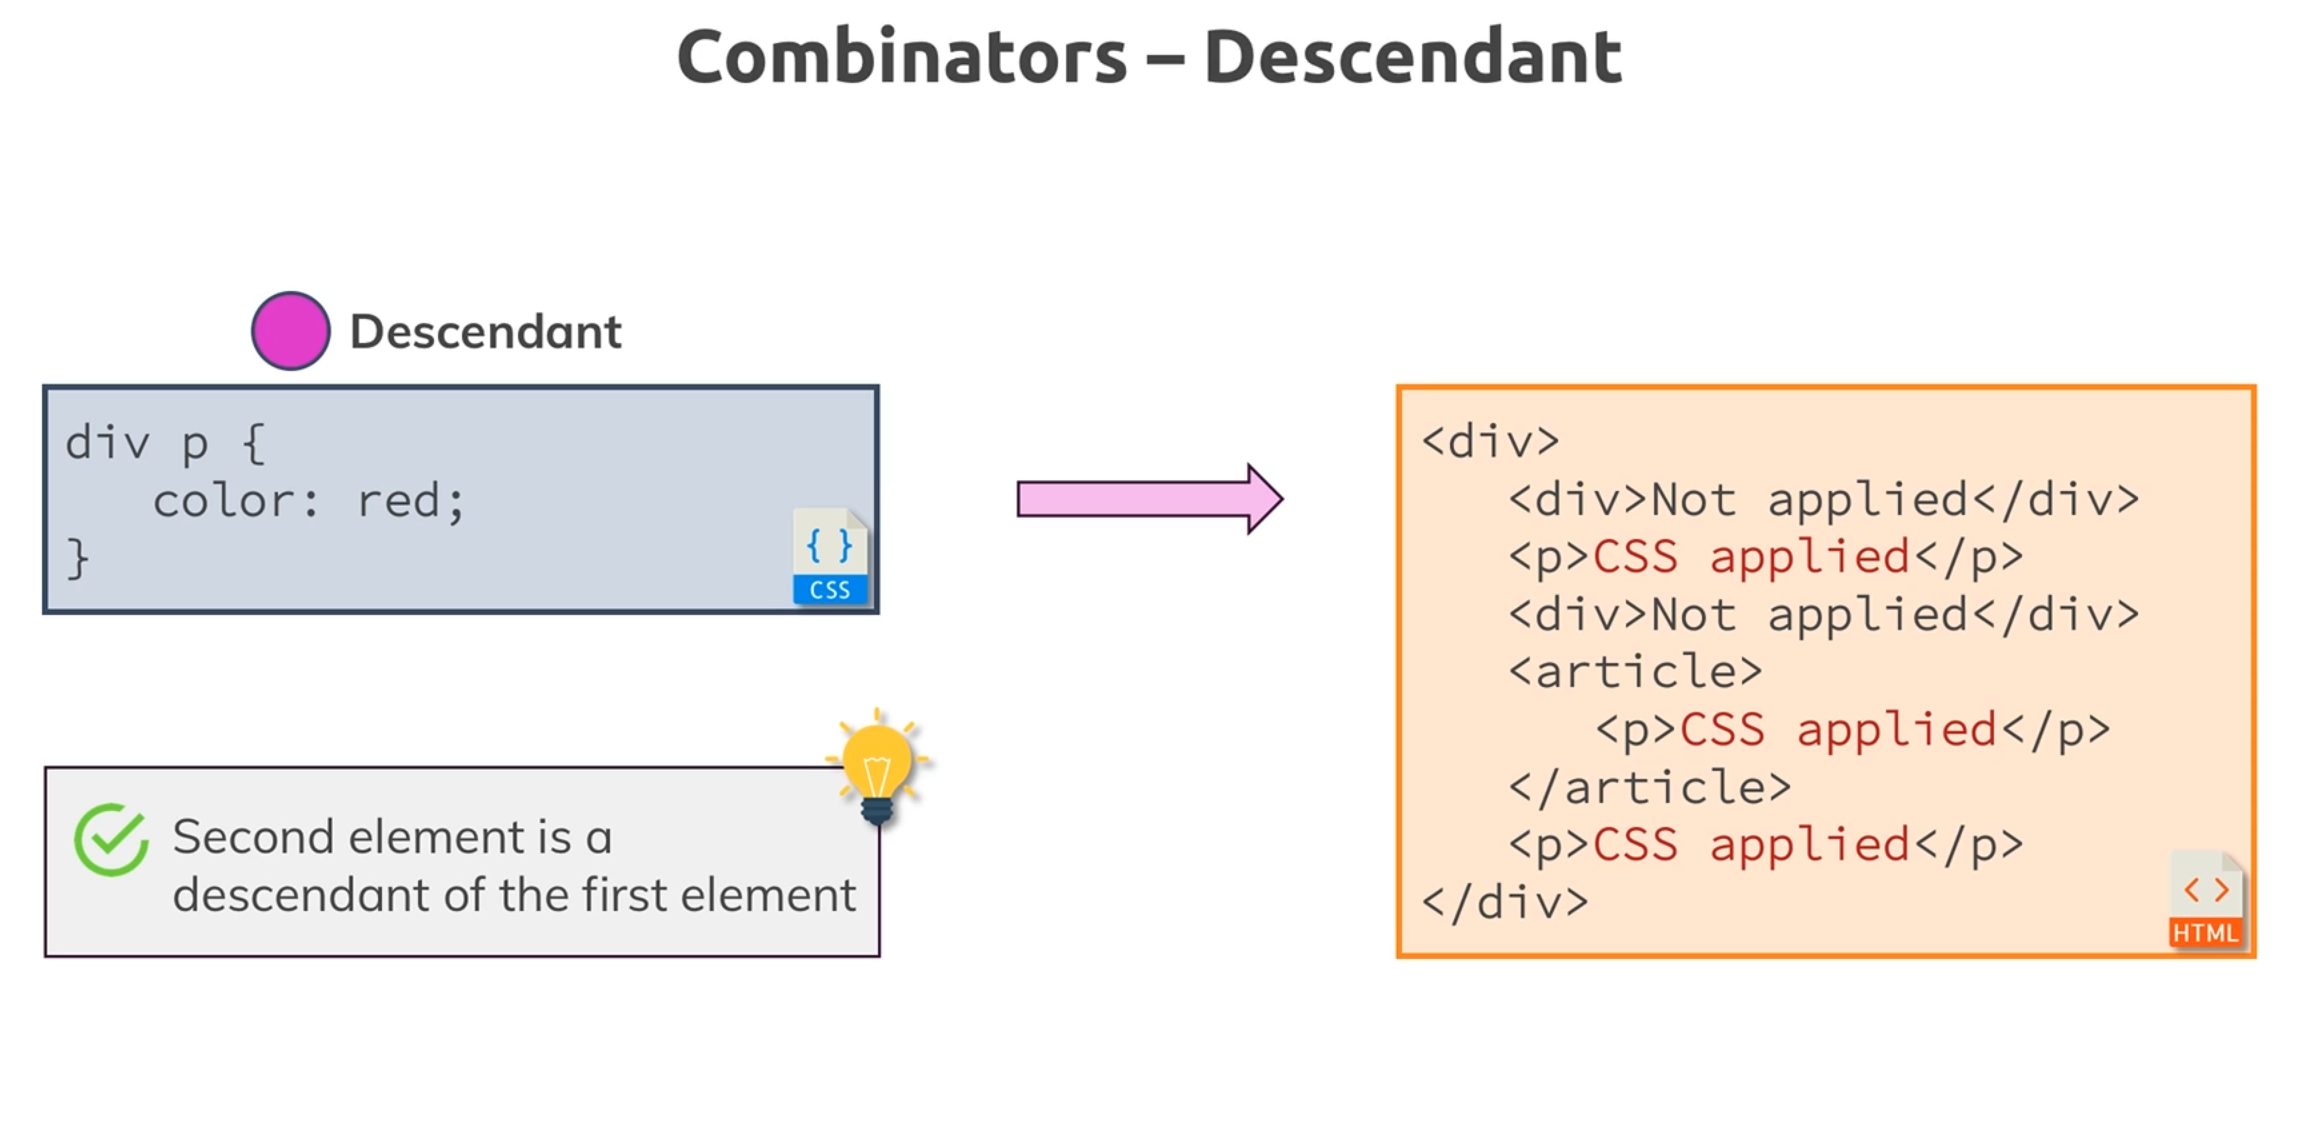 Combinators – Descendant
Descendant
div p {
color: red;
}
{ }
CSS
Second element is a
descendant of the first element
<div>
<div>Not applied</div>
<p>CSS applied</p>
<div>Not applied</div>
<article>
<p>CSS applied</p>
</article>
<p>CSS applied</p>
</div>
< >
HTML